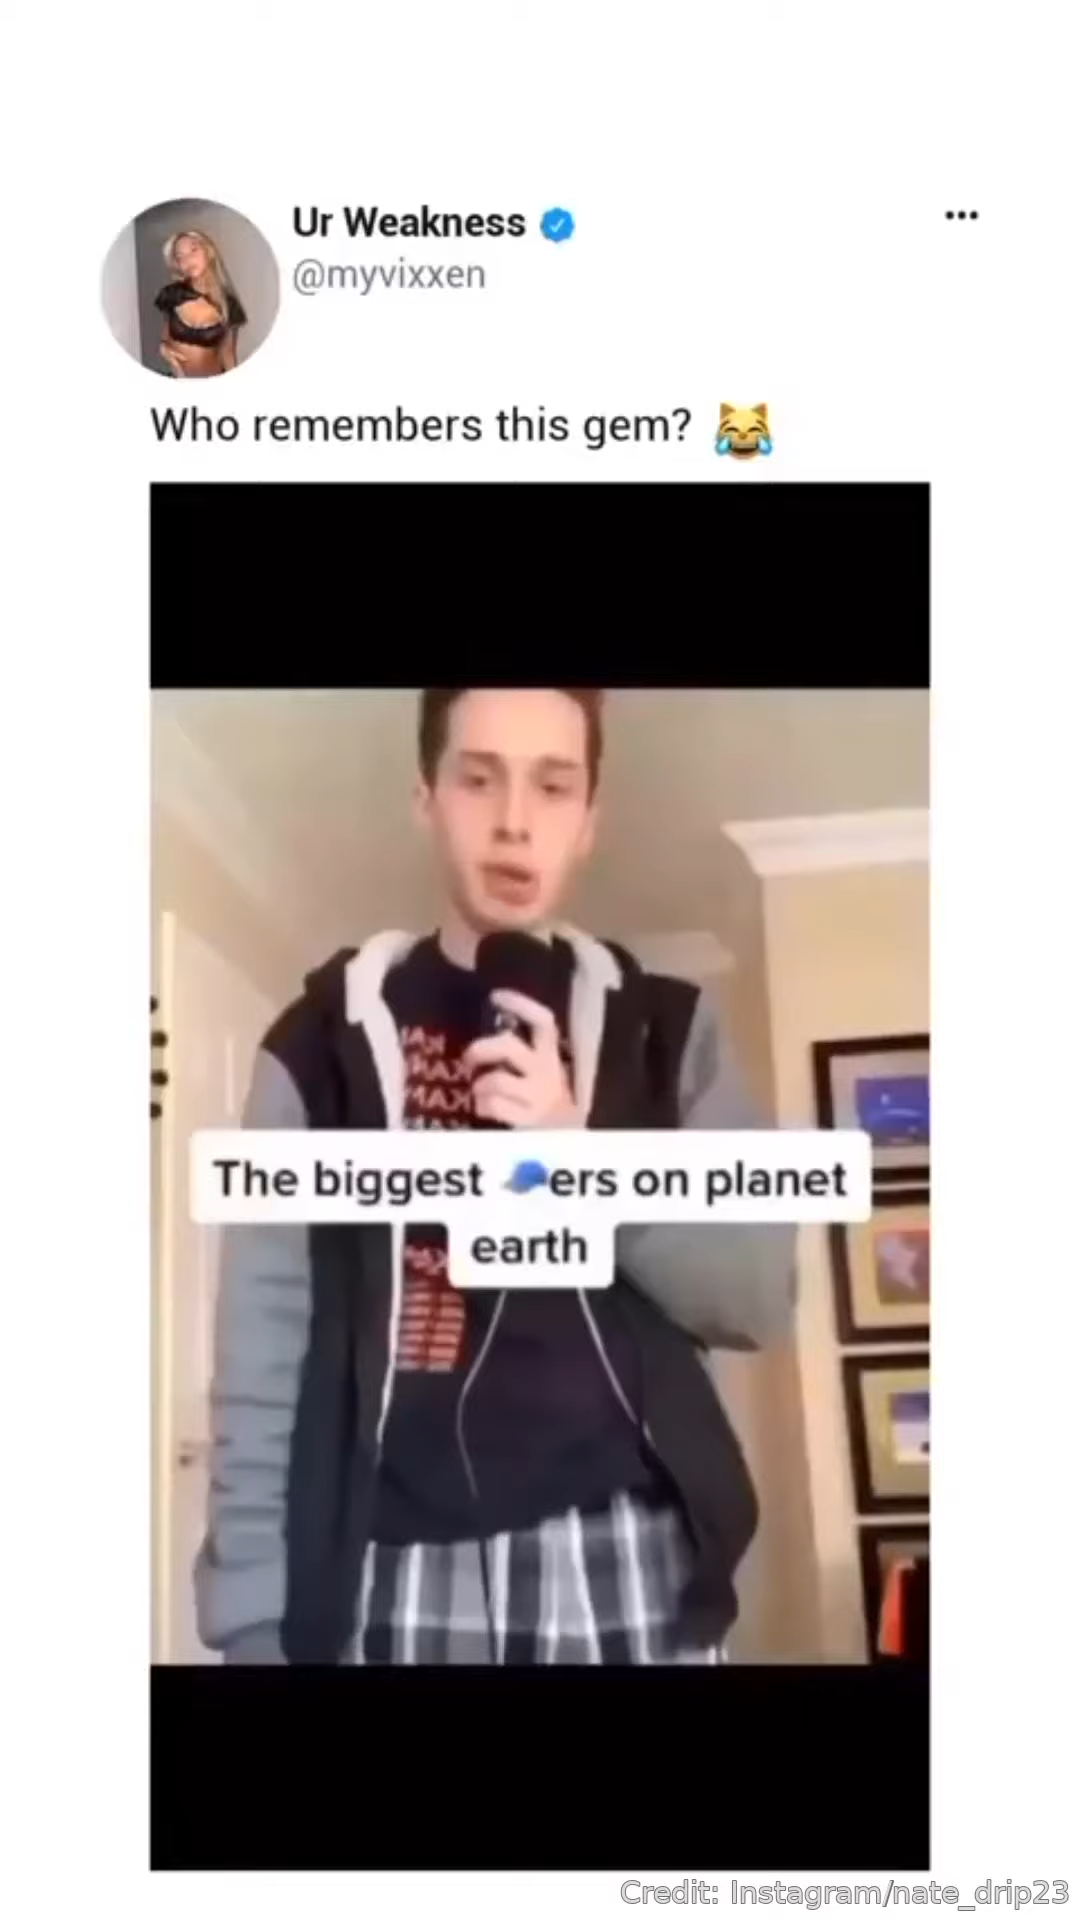 Ur Weakness
@myvixxen
Who remembers this gem? 😹
The biggest 🧢ers on planet
earth
Credit: Instagram/nate_drip23